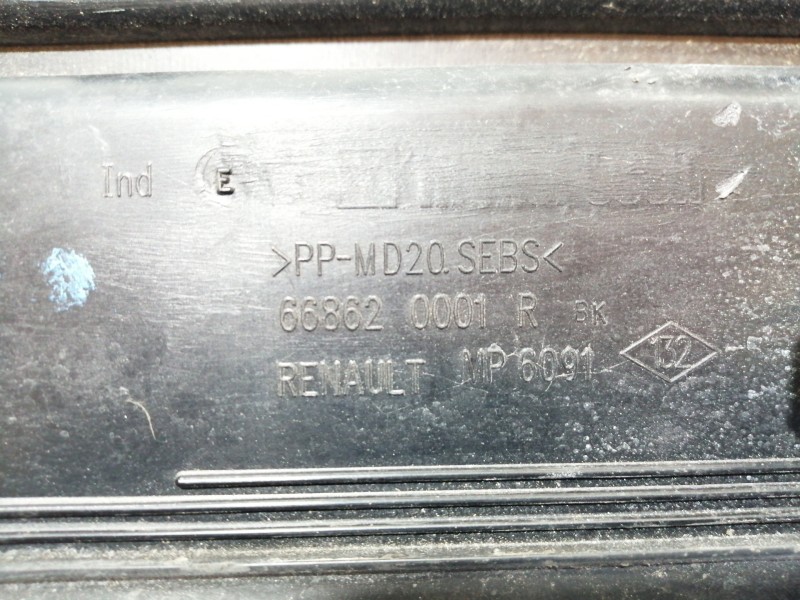 Ind E
>PP-MD20.SEBS<
66862 0001 R BK
RENAULT MP 6091 132